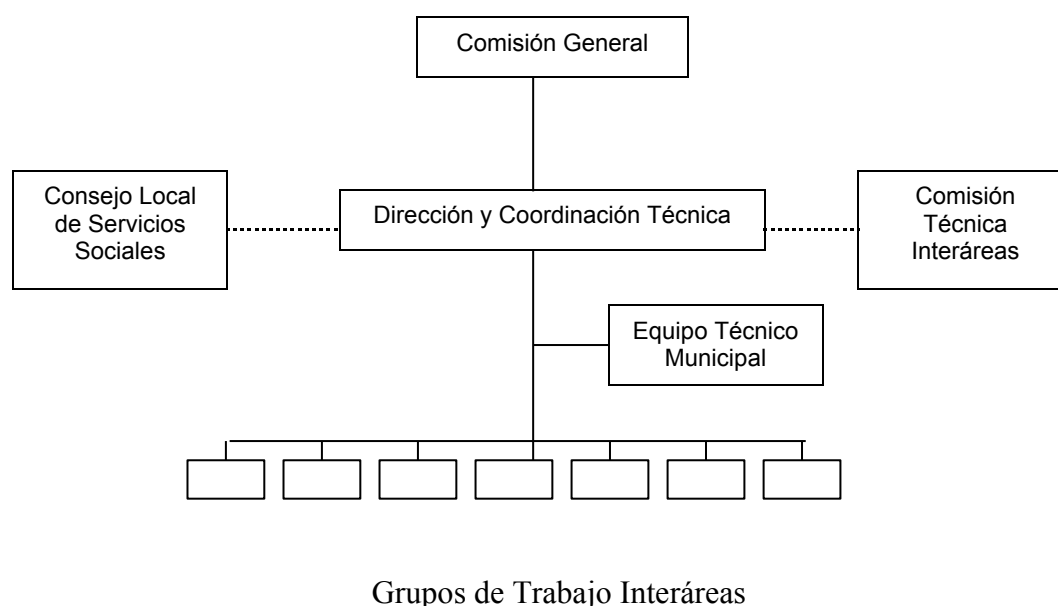 Comisión General
Consejo Local
de Servicios
Sociales
Dirección y Coordinación Técnica
Comisión
Técnica
Interáreas
Equipo Técnico
Municipal
Grupos de Trabajo Interáreas